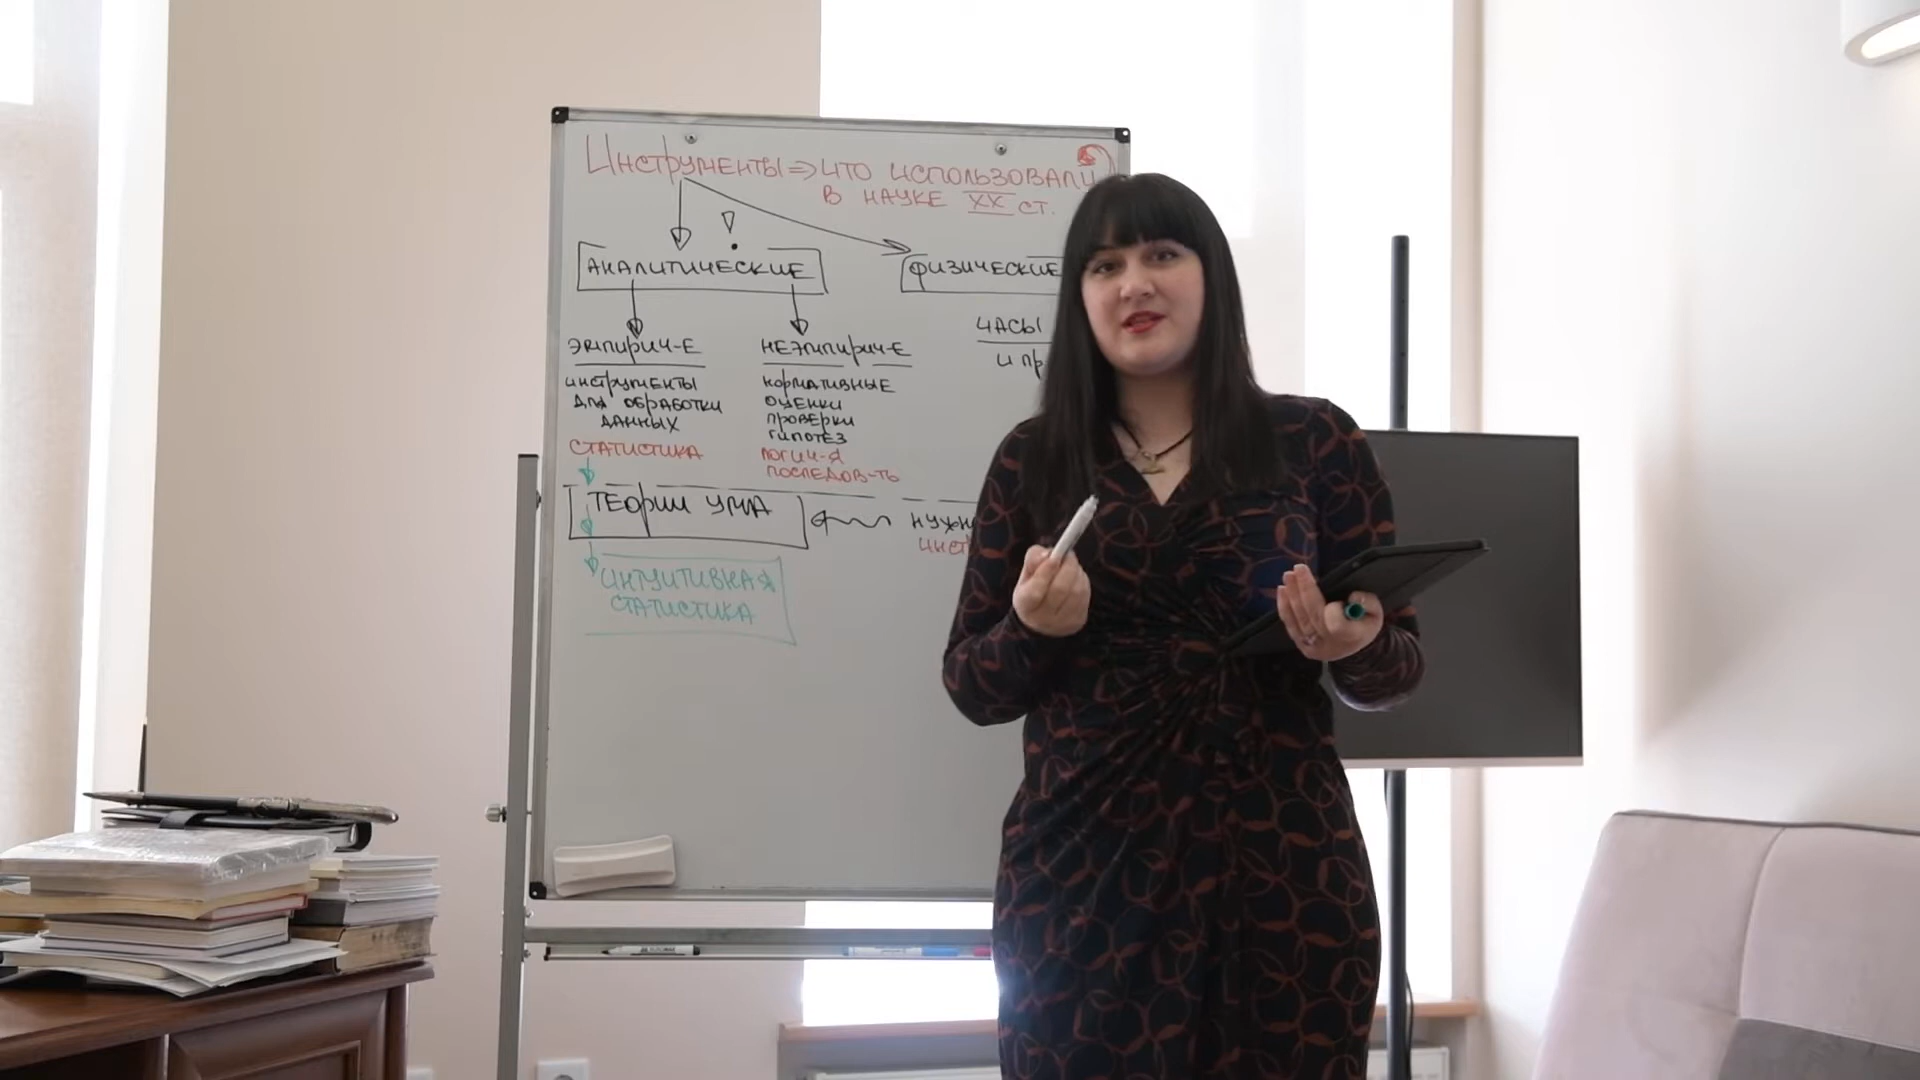 Инструменты ⇒ что использовали
в науке XX ст.
!
аналитические
физические
эмпирич-е
неэмпирич-е
часы
и пр
инструменты
для обработки
данных
статистика
нормативные
оценки
проверки
гипотез
логич-я
последов-ть
теории ума
интуитивная
статистика